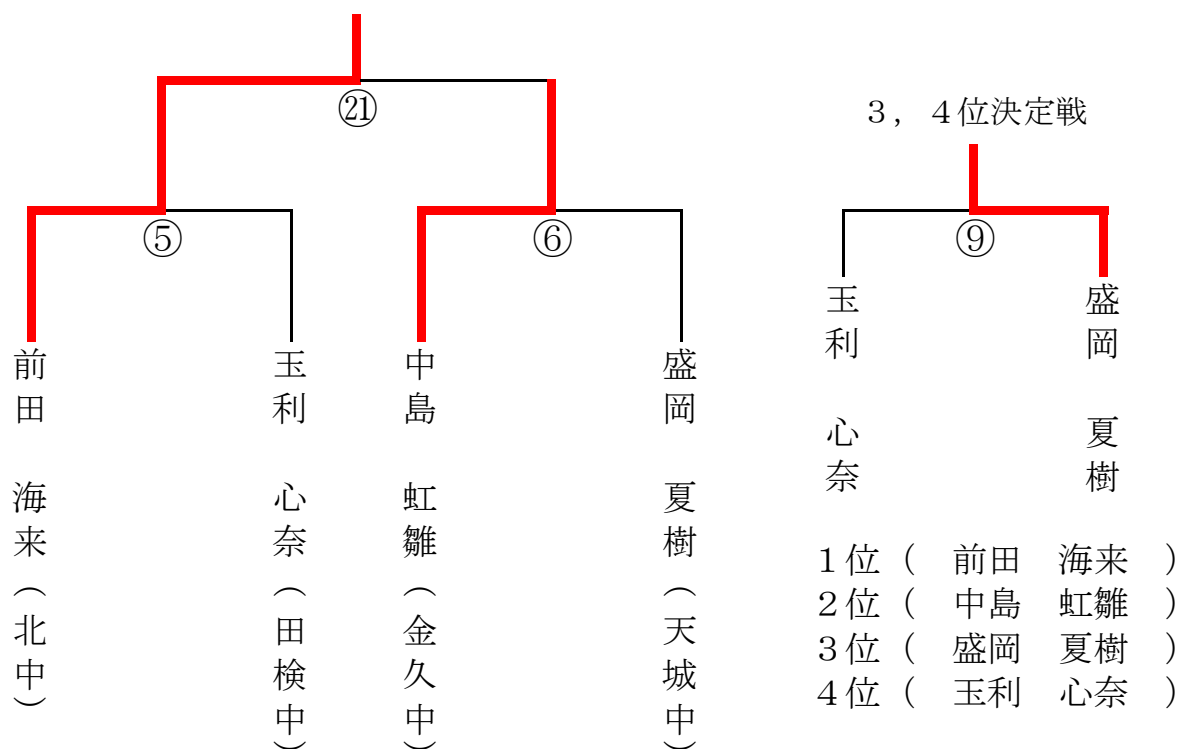 ㉑
3，4位決定戦
⑤
⑥
⑨
前田　海来（北中）
玉利　心奈（田検中）
中島　虹雛（金久中）
盛岡　夏樹（天城中）
玉利　心奈
盛岡　夏樹
１位（　前田　海来　）
２位（　中島　虹雛　）
３位（　盛岡　夏樹　）
４位（　玉利　心奈　）